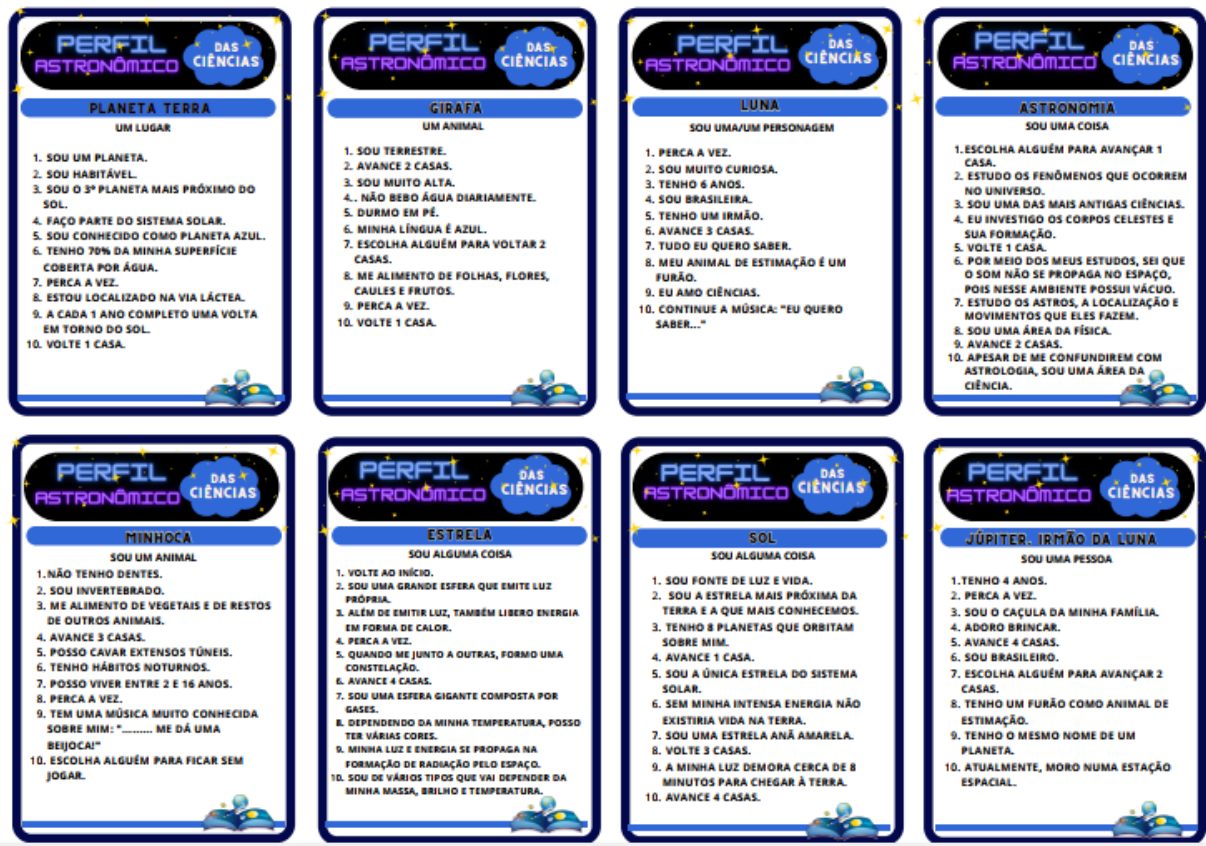 PERFIL
ASTRONÔMICO
DAS
CIÊNCIAS
PLANETA TERRA
UM LUGAR
1. SOU UM PLANETA.
2. SOU HABITÁVEL.
3. SOU O 3º PLANETA MAIS PRÓXIMO DO
SOL.
4. FAÇO PARTE DO SISTEMA SOLAR.
5. SOU CONHECIDO COMO PLANETA AZUL.
6. TENHO 70% DA MINHA SUPERFÍCIE
COBERTA POR ÁGUA.
7. PERCA A VEZ.
8. ESTOU LOCALIZADO NA VIA LÁCTEA.
9. A CADA 1 ANO COMPLETO UMA VOLTA
EM TORNO DO SOL.
10. VOLTE 1 CASA.
PERFIL
ASTRONÔMICO
DAS
CIÊNCIAS
GIRAFA
UM ANIMAL
1. SOU TERRESTRE.
2. AVANCE 2 CASAS.
3. SOU MUITO ALTA.
4.. NÃO BEBO ÁGUA DIARIAMENTE.
5. DURMO EM PÉ.
6. MINHA LÍNGUA É AZUL.
7. ESCOLHA ALGUÉM PARA VOLTAR 2
CASAS.
8. ME ALIMENTO DE FOLHAS, FLORES,
CAULES E FRUTOS.
9. PERCA A VEZ.
10. VOLTE 1 CASA.
PERFIL
ASTRONÔMICO
DAS
CIÊNCIAS
LUNA
SOU UMA/UM PERSONAGEM
1. PERCA A VEZ.
2. SOU MUITO CURIOSA.
3. TENHO 6 ANOS.
4. SOU BRASILEIRA.
5. TENHO UM IRMÃO.
6. AVANCE 3 CASAS.
7. TUDO EU QUERO SABER.
8. MEU ANIMAL DE ESTIMAÇÃO É UM
FURÃO.
9. EU AMO CIÊNCIAS.
10. CONTINUE A MÚSICA: "EU QUERO
SABER..."
PERFIL
ASTRONÔMICO
DAS
CIÊNCIAS
ASTRONOMIA
SOU UMA COISA
1.ESCOLHA ALGUÉM PARA AVANÇAR 1
CASA.
2. ESTUDO OS FENÔMENOS QUE OCORREM
NO UNIVERSO.
3. SOU UMA DAS MAIS ANTIGAS CIÊNCIAS.
4. EU INVESTIGO OS CORPOS CELESTES E
SUA FORMAÇÃO.
5. VOLTE 1 CASA.
6. POR MEIO DOS MEUS ESTUDOS, SEI QUE
O SOM NÃO SE PROPAGA NO ESPAÇO,
POIS NESSE AMBIENTE POSSUI VÁCUO.
7. ESTUDO OS ASTROS, A LOCALIZAÇÃO E
MOVIMENTOS QUE ELES FAZEM.
8. SOU UMA ÁREA DA FÍSICA.
9. AVANCE 2 CASAS.
10. APESAR DE ME CONFUNDIREM COM
ASTROLOGIA, SOU UMA ÁREA DA
CIÊNCIA.
PERFIL
ASTRONÔMICO
DAS
CIÊNCIAS
MINHOCA
SOU UM ANIMAL
1.NÃO TENHO DENTES.
2. SOU INVERTEBRADO.
3. ME ALIMENTO DE VEGETAIS E DE RESTOS
DE OUTROS ANIMAIS.
4. AVANCE 3 CASAS.
5. POSSO CAVAR EXTENSOS TÚNEIS.
6. TENHO HÁBITOS NOTURNOS.
7. POSSO VIVER ENTRE 2 E 16 ANOS.
8. PERCA A VEZ.
9. TEM UMA MÚSICA MUITO CONHECIDA
SOBRE MIM: "......... ME DÁ UMA
BEIJOCA!"
10. ESCOLHA ALGUÉM PARA FICAR SEM
JOGAR.
PERFIL
ASTRONÔMICO
DAS
CIÊNCIAS
ESTRELA
SOU ALGUMA COISA
1. VOLTE AO INÍCIO.
2. SOU UMA GRANDE ESFERA QUE EMITE LUZ
PRÓPRIA.
3. ALÉM DE EMITIR LUZ, TAMBÉM LIBERO ENERGIA
EM FORMA DE CALOR.
4. PERCA A VEZ.
5. QUANDO ME JUNTO A OUTRAS, FORMO UMA
CONSTELAÇÃO.
6. AVANCE 4 CASAS.
7. SOU UMA ESFERA GIGANTE COMPOSTA POR
GASES.
8. DEPENDENDO DA MINHA TEMPERATURA, POSSO
TER VÁRIAS CORES.
9. MINHA LUZ E ENERGIA SE PROPAGA NA
FORMAÇÃO DE RADIAÇÃO PELO ESPAÇO.
10. SOU DE VÁRIOS TIPOS QUE VAI DEPENDER DA
MINHA MASSA, BRILHO E TEMPERATURA.
PERFIL
ASTRONÔMICO
DAS
CIÊNCIAS
SOL
SOU ALGUMA COISA
1. SOU FONTE DE LUZ E VIDA.
2. SOU A ESTRELA MAIS PRÓXIMA DA
TERRA E A QUE MAIS CONHECEMOS.
3. TENHO 8 PLANETAS QUE ORBITAM
SOBRE MIM.
4. AVANCE 1 CASA.
5. SOU A ÚNICA ESTRELA DO SISTEMA
SOLAR.
6. SEM MINHA INTENSA ENERGIA NÃO
EXISTIRIA VIDA NA TERRA.
7. SOU UMA ESTRELA ANÃ AMARELA.
8. VOLTE 3 CASAS.
9. A MINHA LUZ DEMORA CERCA DE 8
MINUTOS PARA CHEGAR À TERRA.
10. AVANCE 4 CASAS.
PERFIL
ASTRONÔMICO
DAS
CIÊNCIAS
JÚPITER. IRMÃO DA LUNA
SOU UMA PESSOA
1.TENHO 4 ANOS.
2. PERCA A VEZ.
3. SOU O CAÇULA DA MINHA FAMÍLIA.
4. ADORO BRINCAR.
5. AVANCE 4 CASAS.
6. SOU BRASILEIRO.
7. ESCOLHA ALGUÉM PARA AVANÇAR 2
CASAS.
8. TENHO UM FURÃO COMO ANIMAL DE
ESTIMAÇÃO.
9. TENHO O MESMO NOME DE UM
PLANETA.
10. ATUALMENTE, MORO NUMA ESTAÇÃO
ESPACIAL.